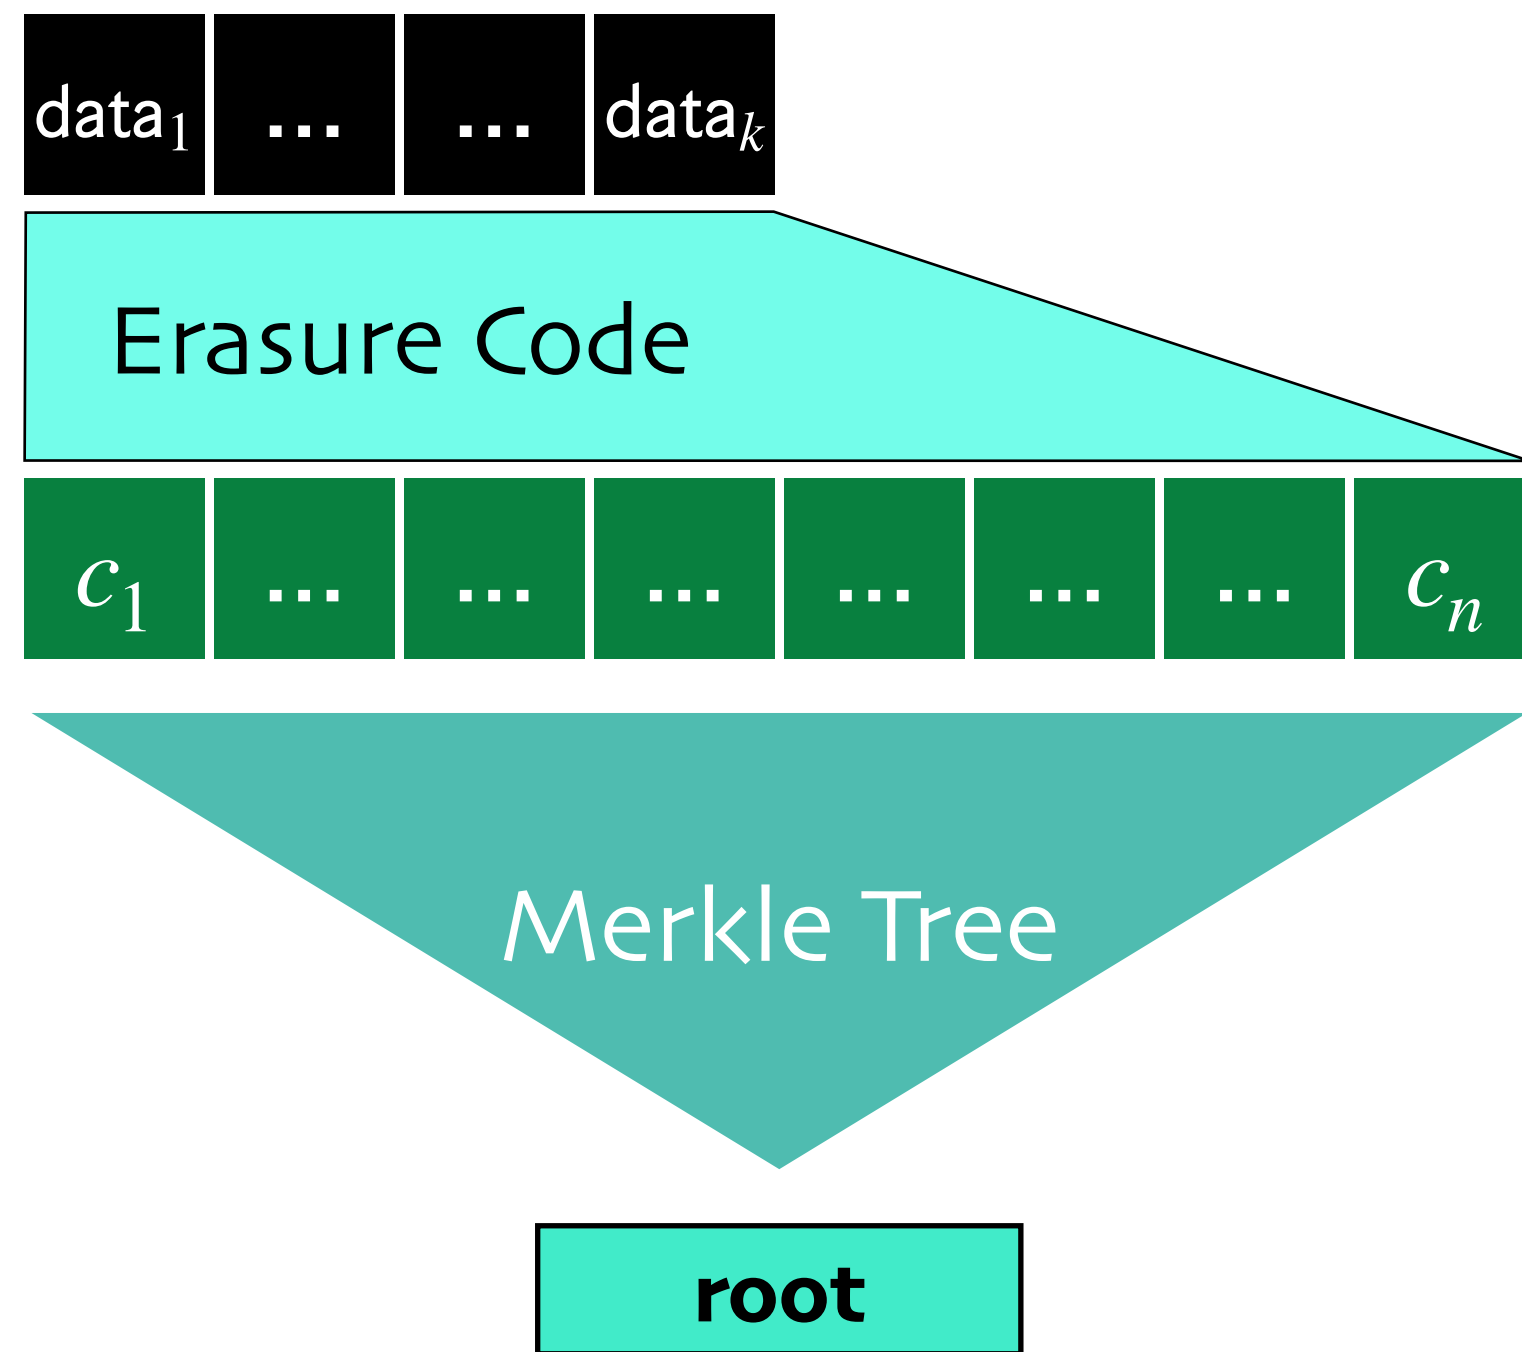 data₁ ... ... dataₖ
Erasure Code
c₁ ... ... ... ... ... ... cₙ
Merkle Tree
root